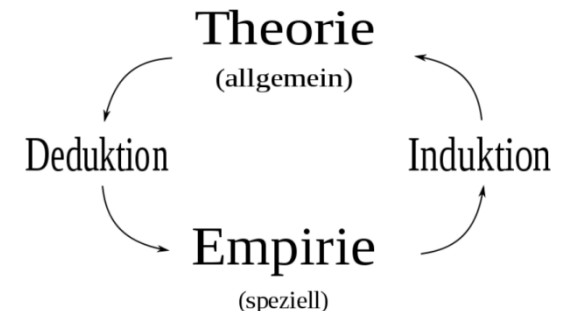 Theorie
(allgemein)
Deduktion
Induktion
Empirie
(speziell)